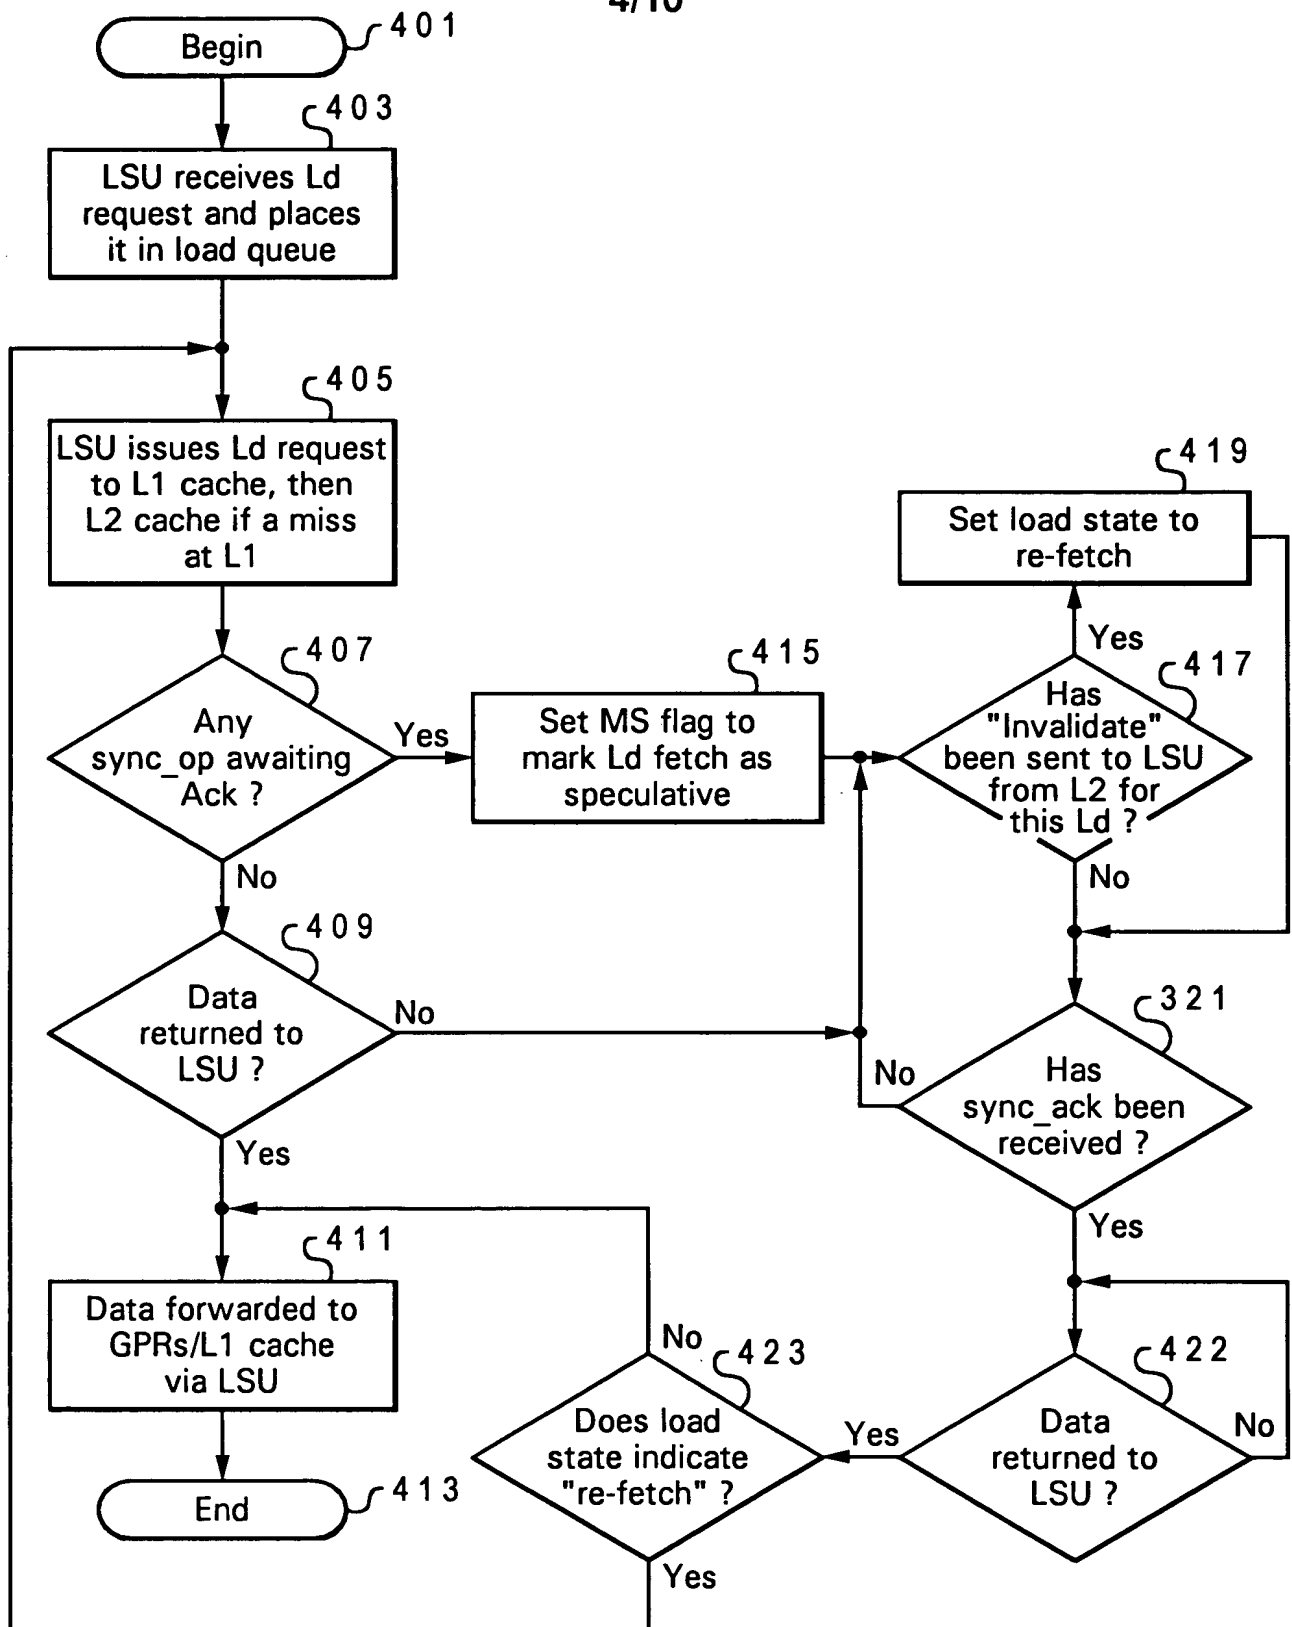 4/10
Begin
401
403
LSU receives Ld
request and places
it in load queue
405
LSU issues Ld request
to L1 cache, then
L2 cache if a miss
at L1
407
Any
sync_op awaiting
Ack ?
Yes
No
415
Set MS flag to
mark Ld fetch as
speculative
419
Set load state to
re-fetch
Yes
417
Has
"Invalidate"
been sent to LSU
from L2 for
this Ld ?
No
409
Data
returned to
LSU ?
No
Yes
321
Has
sync_ack been
received ?
No
Yes
411
Data forwarded to
GPRs/L1 cache
via LSU
413
End
423
Does load
state indicate
"re-fetch" ?
No
Yes
422
Data
returned to
LSU ?
No
Yes